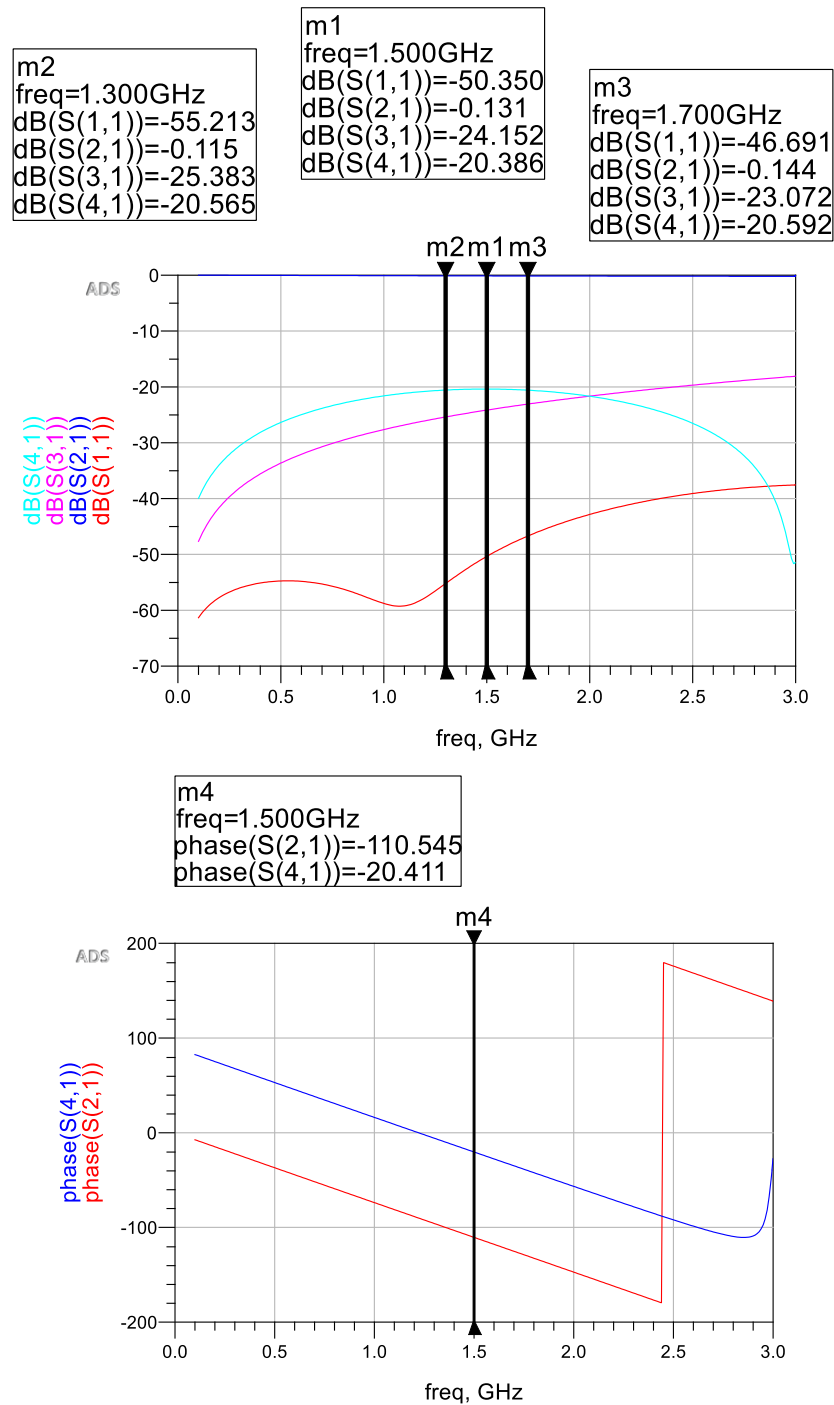 m1
freq=1.500GHz
dB(S(1,1))=-50.350
dB(S(2,1))=-0.131
dB(S(3,1))=-24.152
dB(S(4,1))=-20.386
m2
freq=1.300GHz
dB(S(1,1))=-55.213
dB(S(2,1))=-0.115
dB(S(3,1))=-25.383
dB(S(4,1))=-20.565
m3
freq=1.700GHz
dB(S(1,1))=-46.691
dB(S(2,1))=-0.144
dB(S(3,1))=-23.072
dB(S(4,1))=-20.592
m2 m1 m3
ADS
0
-10
-20
-30
-40
-50
-60
-70
dB(S(4,1))
dB(S(3,1))
dB(S(2,1))
dB(S(1,1))
0.0 0.5 1.0 1.5 2.0 2.5 3.0
freq, GHz
m4
freq=1.500GHz
phase(S(2,1))=-110.545
phase(S(4,1))=-20.411
m4
ADS
200
100
0
-100
-200
phase(S(4,1))
phase(S(2,1))
0.0 0.5 1.0 1.5 2.0 2.5 3.0
freq, GHz